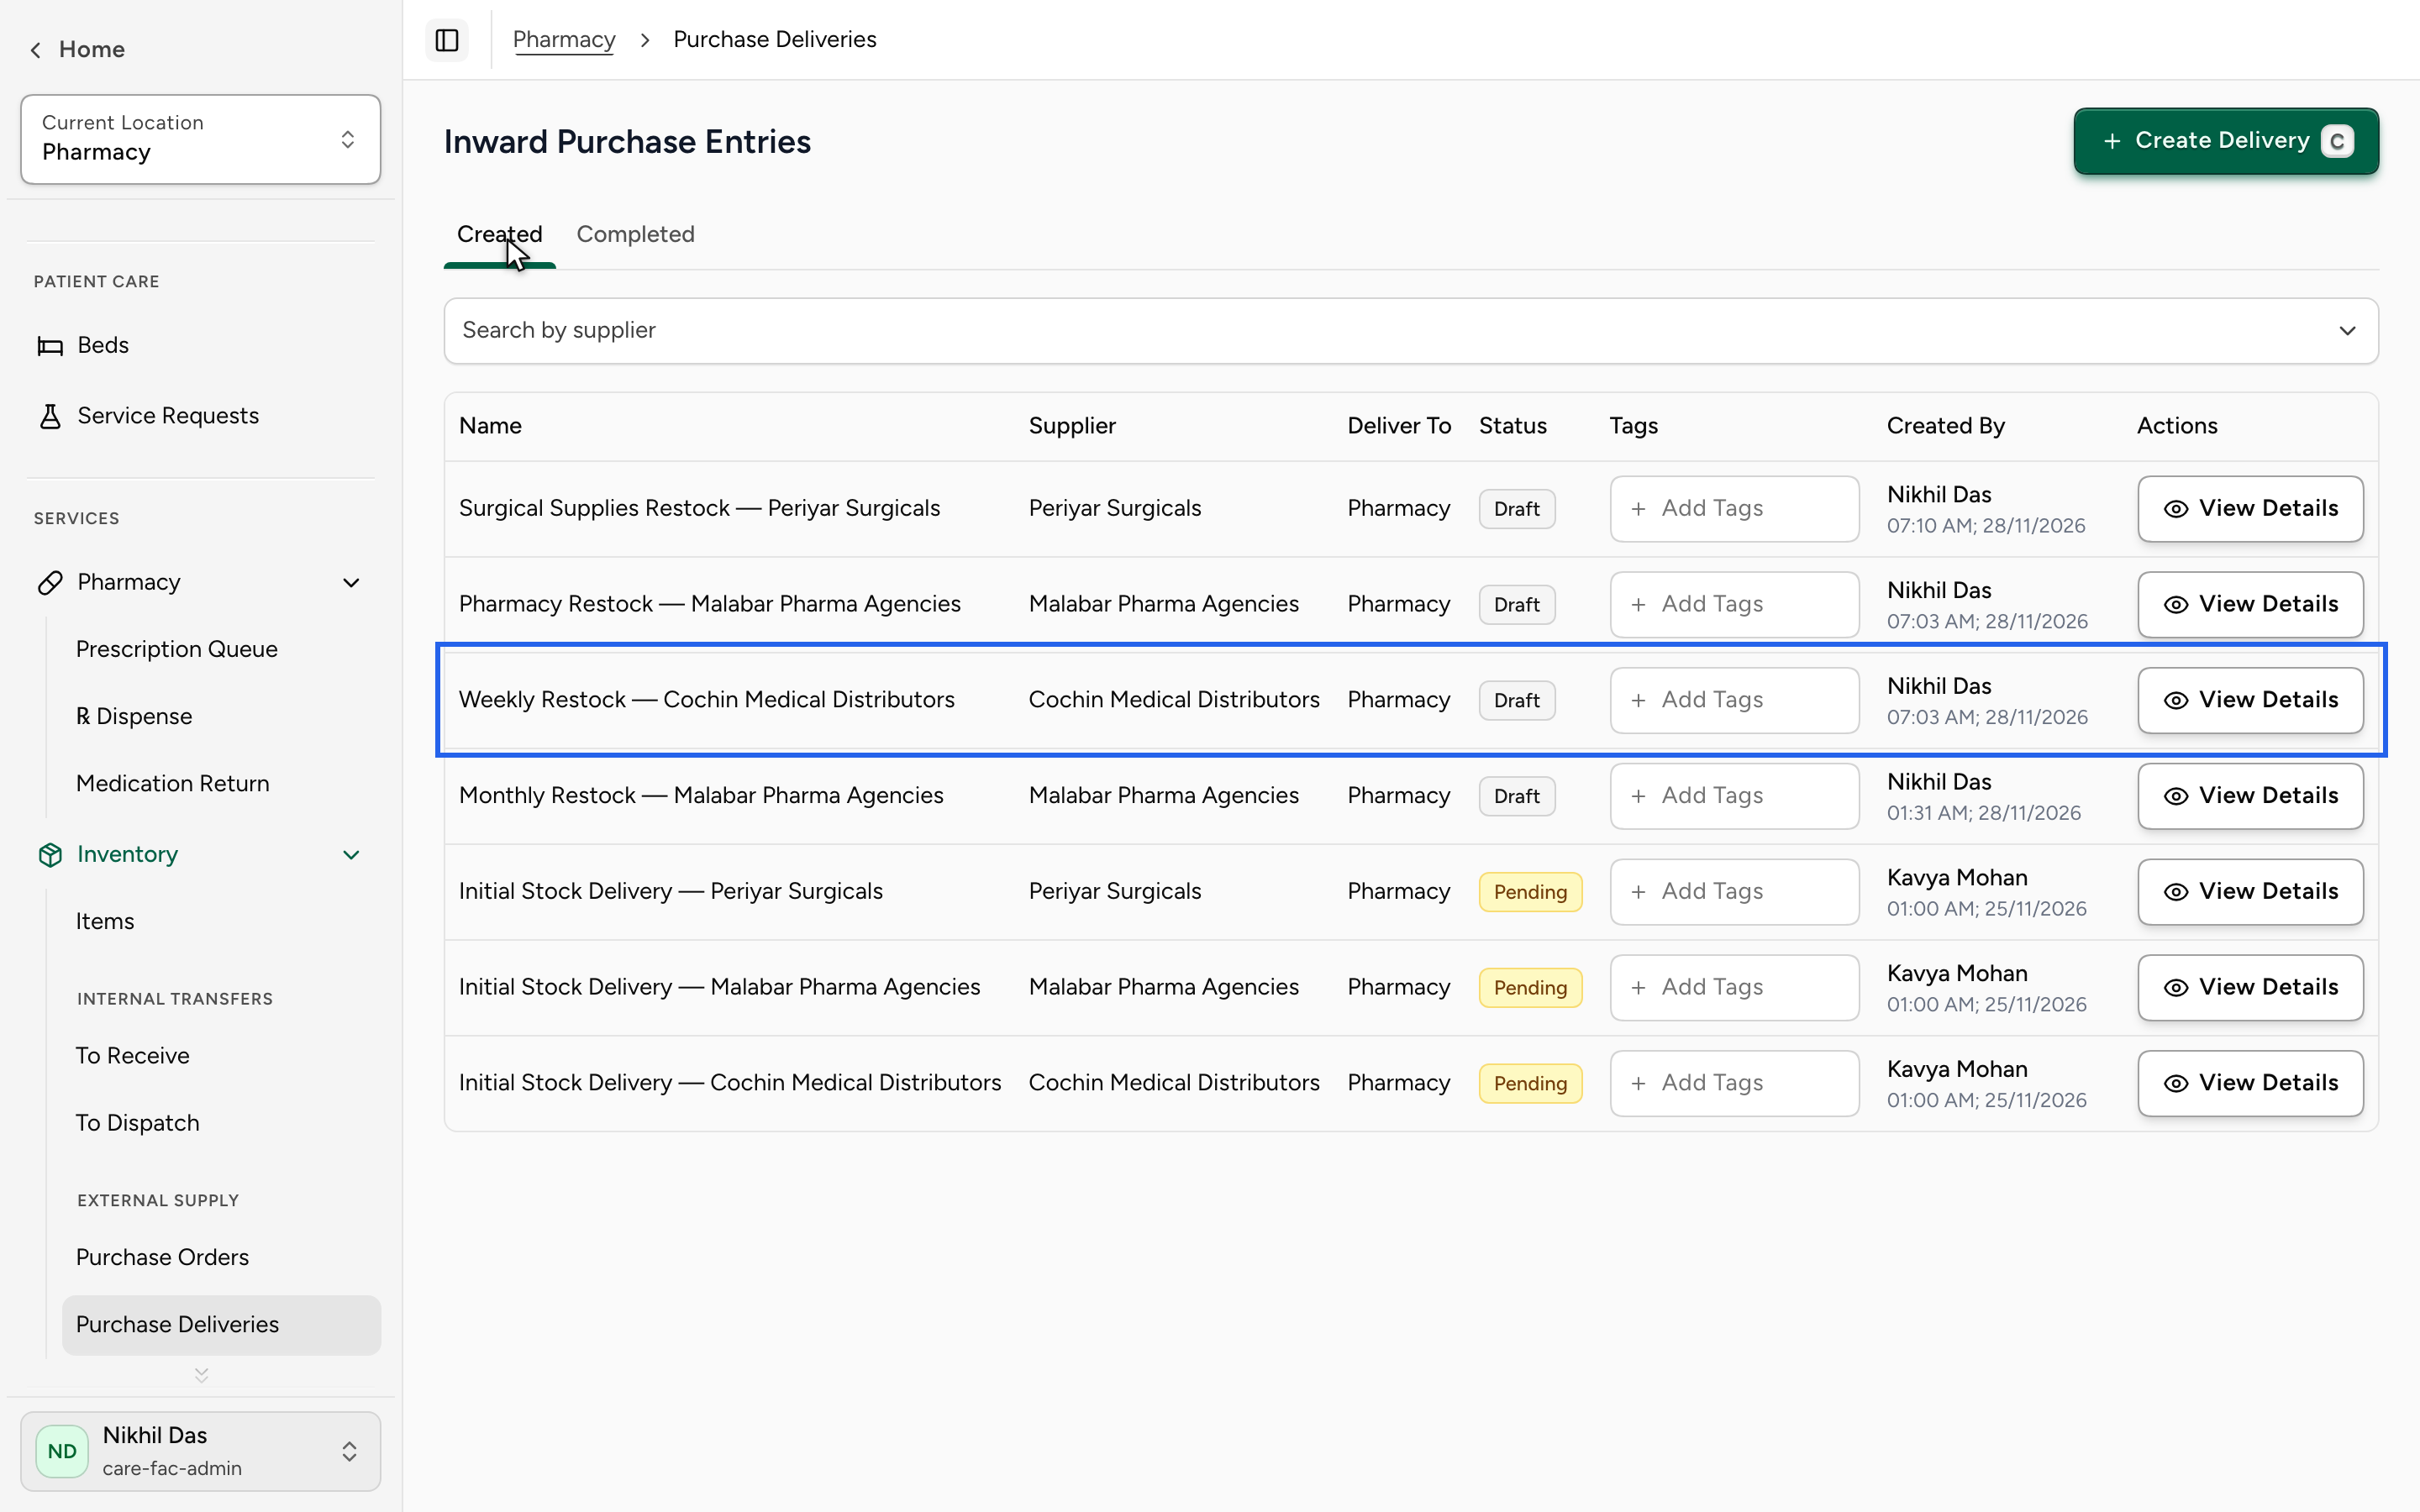 Home
Current Location
Pharmacy
PATIENT CARE
Beds
Service Requests
SERVICES
Pharmacy
Prescription Queue
℞ Dispense
Medication Return
Inventory
Items
INTERNAL TRANSFERS
To Receive
To Dispatch
EXTERNAL SUPPLY
Purchase Orders
Purchase Deliveries
ND
Nikhil Das
care-fac-admin
Pharmacy > Purchase Deliveries
Inward Purchase Entries
+ Create Delivery C
Created Completed
Search by supplier
Name Supplier Deliver To Status Tags Created By Actions
Surgical Supplies Restock — Periyar Surgicals Periyar Surgicals Pharmacy Draft + Add Tags Nikhil Das 07:10 AM; 28/11/2026 View Details
Pharmacy Restock — Malabar Pharma Agencies Malabar Pharma Agencies Pharmacy Draft + Add Tags Nikhil Das 07:03 AM; 28/11/2026 View Details
Weekly Restock — Cochin Medical Distributors Cochin Medical Distributors Pharmacy Draft + Add Tags Nikhil Das 07:03 AM; 28/11/2026 View Details
Monthly Restock — Malabar Pharma Agencies Malabar Pharma Agencies Pharmacy Draft + Add Tags Nikhil Das 01:31 AM; 28/11/2026 View Details
Initial Stock Delivery — Periyar Surgicals Periyar Surgicals Pharmacy Pending + Add Tags Kavya Mohan 01:00 AM; 25/11/2026 View Details
Initial Stock Delivery — Malabar Pharma Agencies Malabar Pharma Agencies Pharmacy Pending + Add Tags Kavya Mohan 01:00 AM; 25/11/2026 View Details
Initial Stock Delivery — Cochin Medical Distributors Cochin Medical Distributors Pharmacy Pending + Add Tags Kavya Mohan 01:00 AM; 25/11/2026 View Details